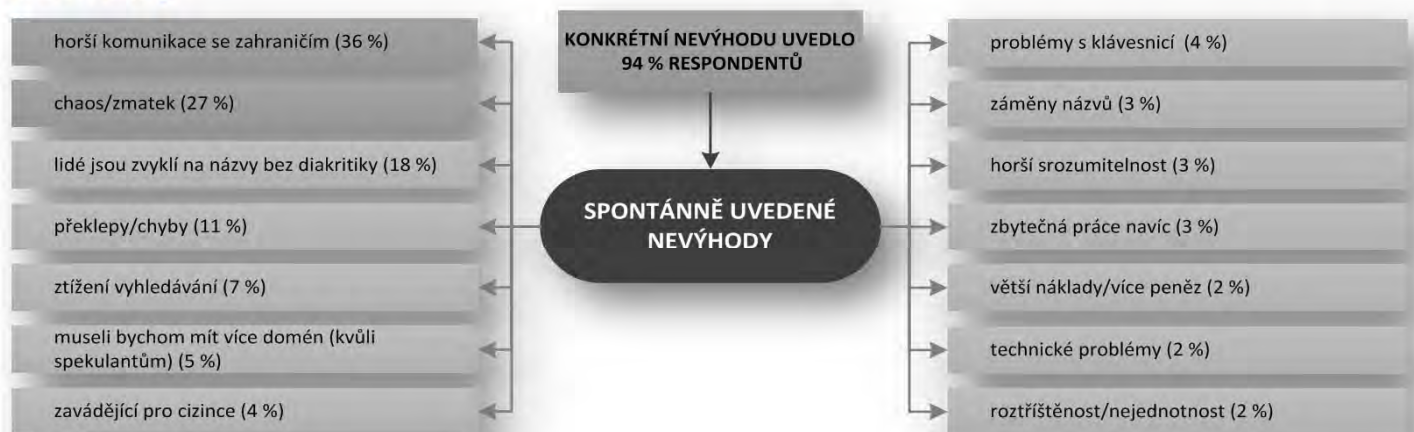 KONKRÉTNÍ NEVÝHODU UVEDLO
94 % RESPONDENTŮ
SPONTÁNNĚ UVEDENÉ
NEVÝHODY
horší komunikace se zahraničím (36 %)
chaos/zmatek (27 %)
lidé jsou zvyklí na názvy bez diakritiky (18 %)
překlepy/chyby (11 %)
ztížení vyhledávání (7 %)
museli bychom mít více domén (kvůli
spekulantům) (5 %)
zavádějící pro cizince (4 %)
problémy s klávesnicí (4 %)
záměny názvů (3 %)
horší srozumitelnost (3 %)
zbytečná práce navíc (3 %)
větší náklady/více peněz (2 %)
technické problémy (2 %)
roztříštěnost/nejednotnost (2 %)